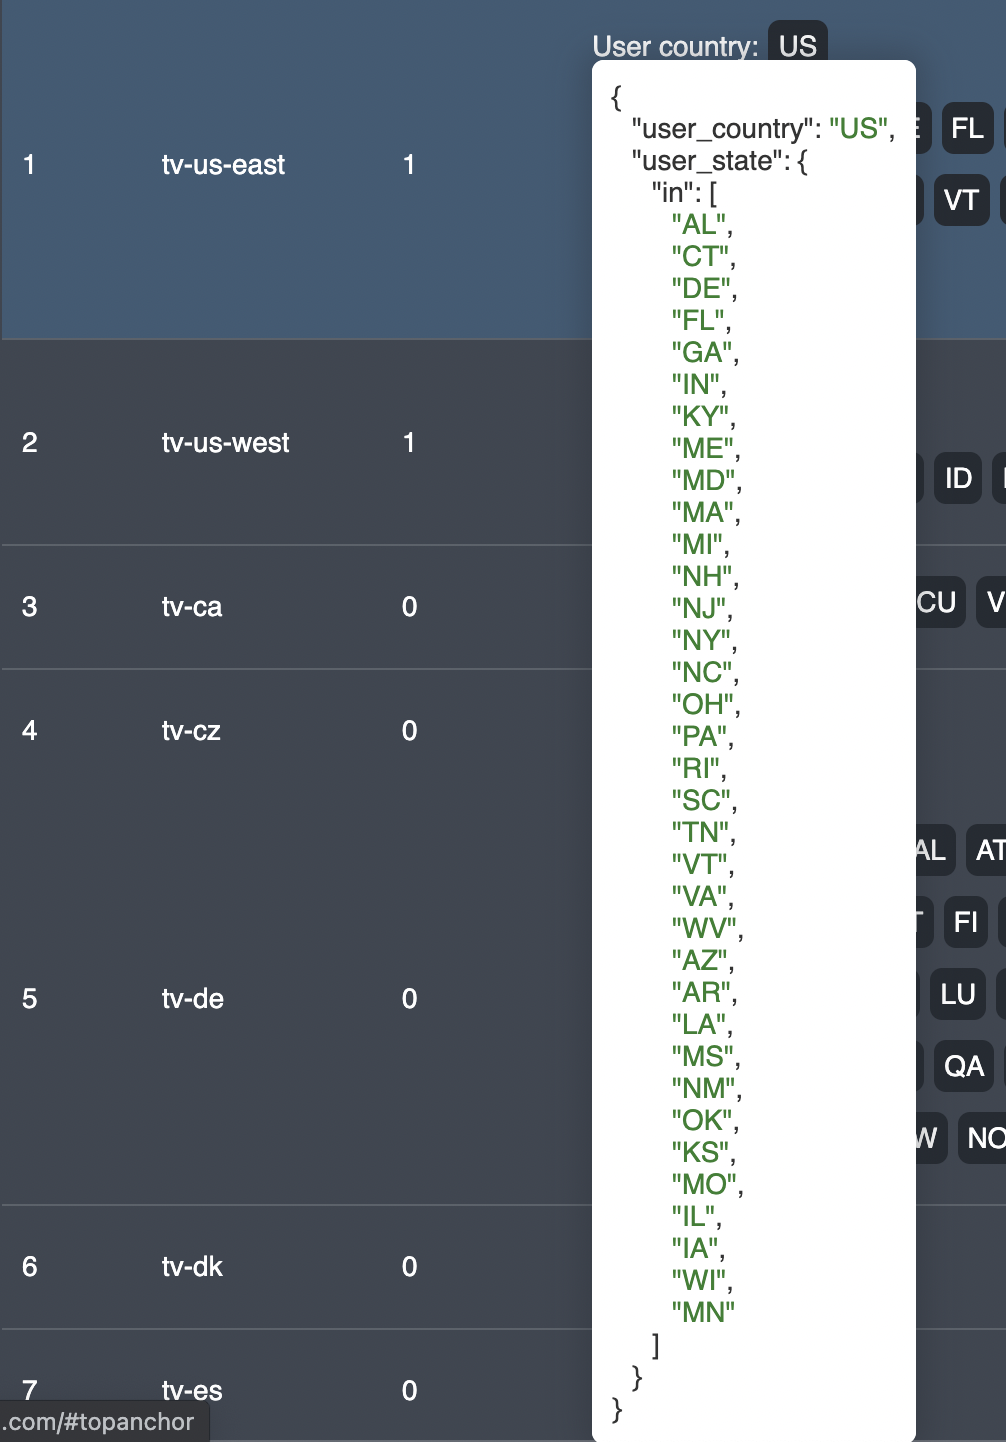 User country: US
{
"user_country": "US",
"user_state": {
"in": [
"AL",
"CT",
"DE",
"FL",
"GA",
"IN",
"KY",
"ME",
"MD",
"MA",
"MI",
"NH",
"NJ",
"NY",
"NC",
"OH",
"PA",
"RI",
"SC",
"TN",
"VT",
"VA",
"WV",
"AZ",
"AR",
"LA",
"MS",
"NM",
"OK",
"KS",
"MO",
"IL",
"IA",
"WI",
"MN"
]
}
}
FL
1 tv-us-east 1
VT
2 tv-us-west 1
ID
3 tv-ca 0
CU
4 tv-cz 0
AL AT
FI
5 tv-de 0
LU
QA
NO
6 tv-dk 0
7 tv-es 0
.com/#topanchor